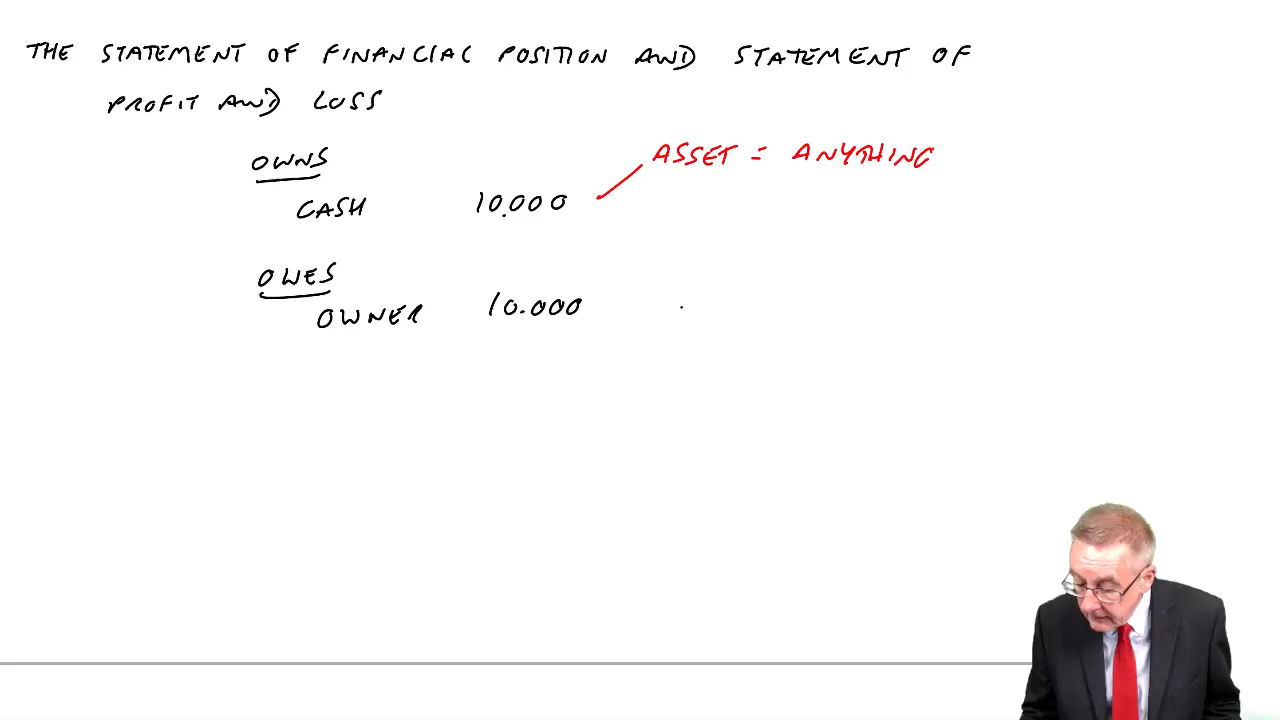 THE STATEMENT OF FINANCIAL POSITION AND STATEMENT OF
PROFIT AND LOSS
OWNS
ASSET = ANYTHING
CASH 10.000
OWES
OWNER 10.000